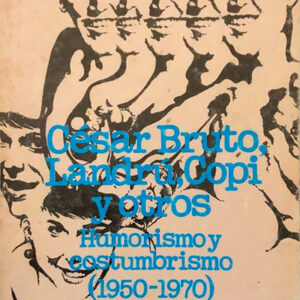 César Bruto,
Landrú, Copi
y otros
Humorismo y
costumbrismo
(1950-1970)